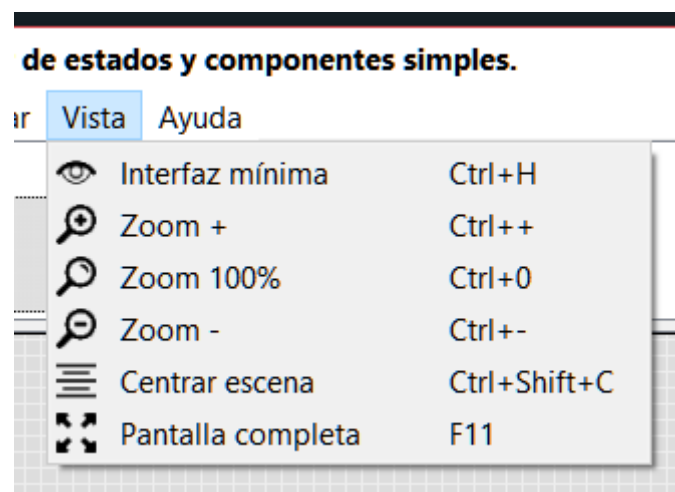 de estados y componentes simples.
ar Vista Ayuda
Interfaz mínima Ctrl+H
Zoom + Ctrl++
Zoom 100% Ctrl+0
Zoom - Ctrl+-
Centrar escena Ctrl+Shift+C
Pantalla completa F11